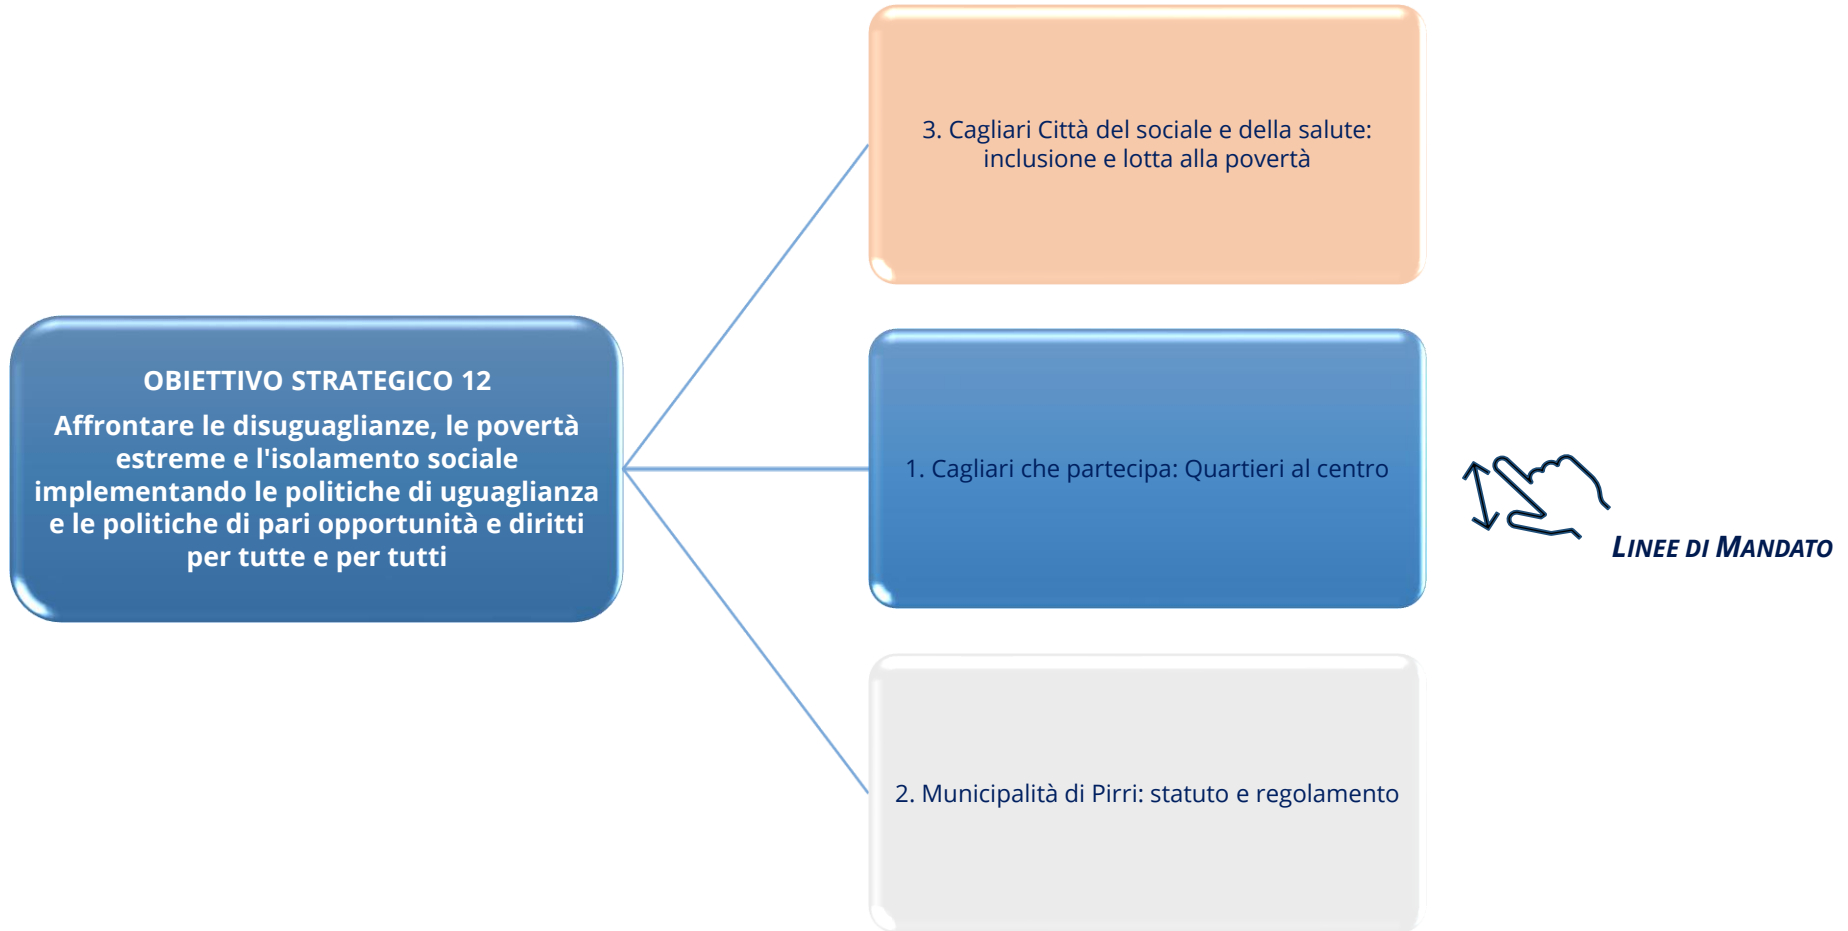 OBIETTIVO STRATEGICO 12
Affrontare le disuguaglianze, le povertà
estreme e l'isolamento sociale
implementando le politiche di uguaglianza
e le politiche di pari opportunità e diritti
per tutte e per tutti
3. Cagliari Città del sociale e della salute:
inclusione e lotta alla povertà
1. Cagliari che partecipa: Quartieri al centro
2. Municipalità di Pirri: statuto e regolamento
LINEE DI MANDATO